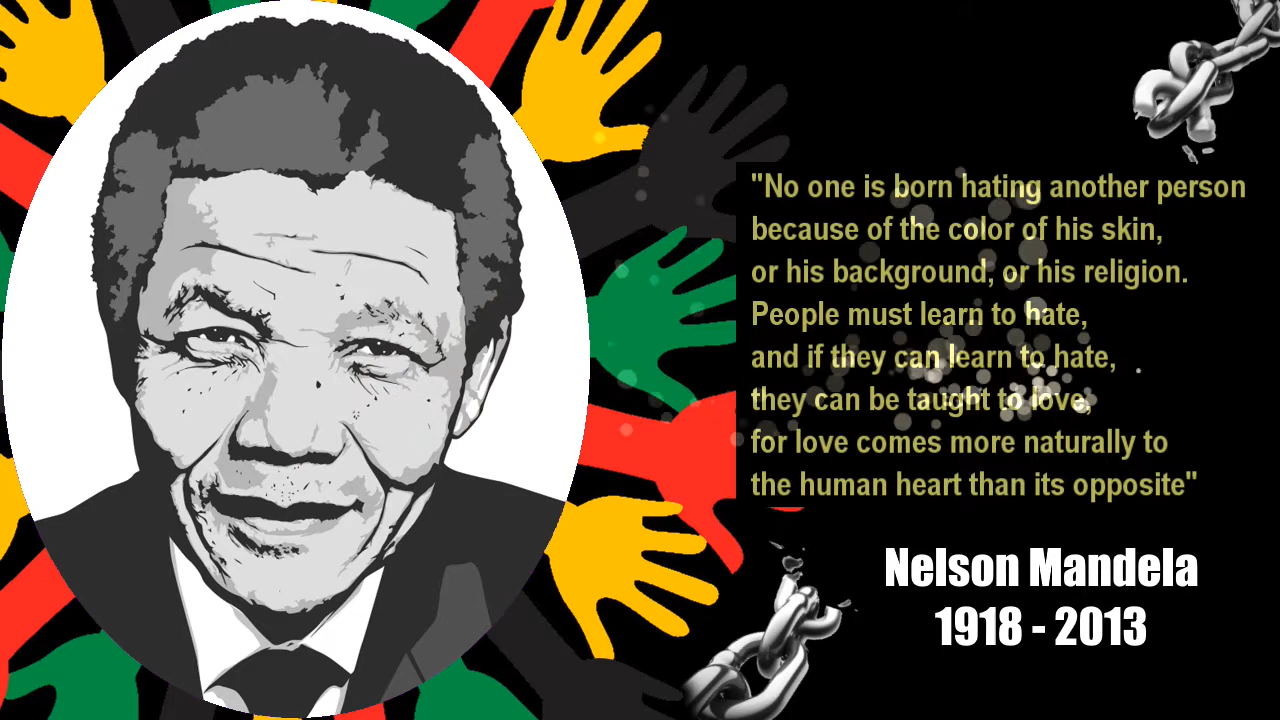 "No one is born hating another person
because of the color of his skin,
or his background, or his religion.
People must learn to hate,
and if they can learn to hate,
they can be taught to love,
for love comes more naturally to
the human heart than its opposite"
Nelson Mandela
1918 - 2013